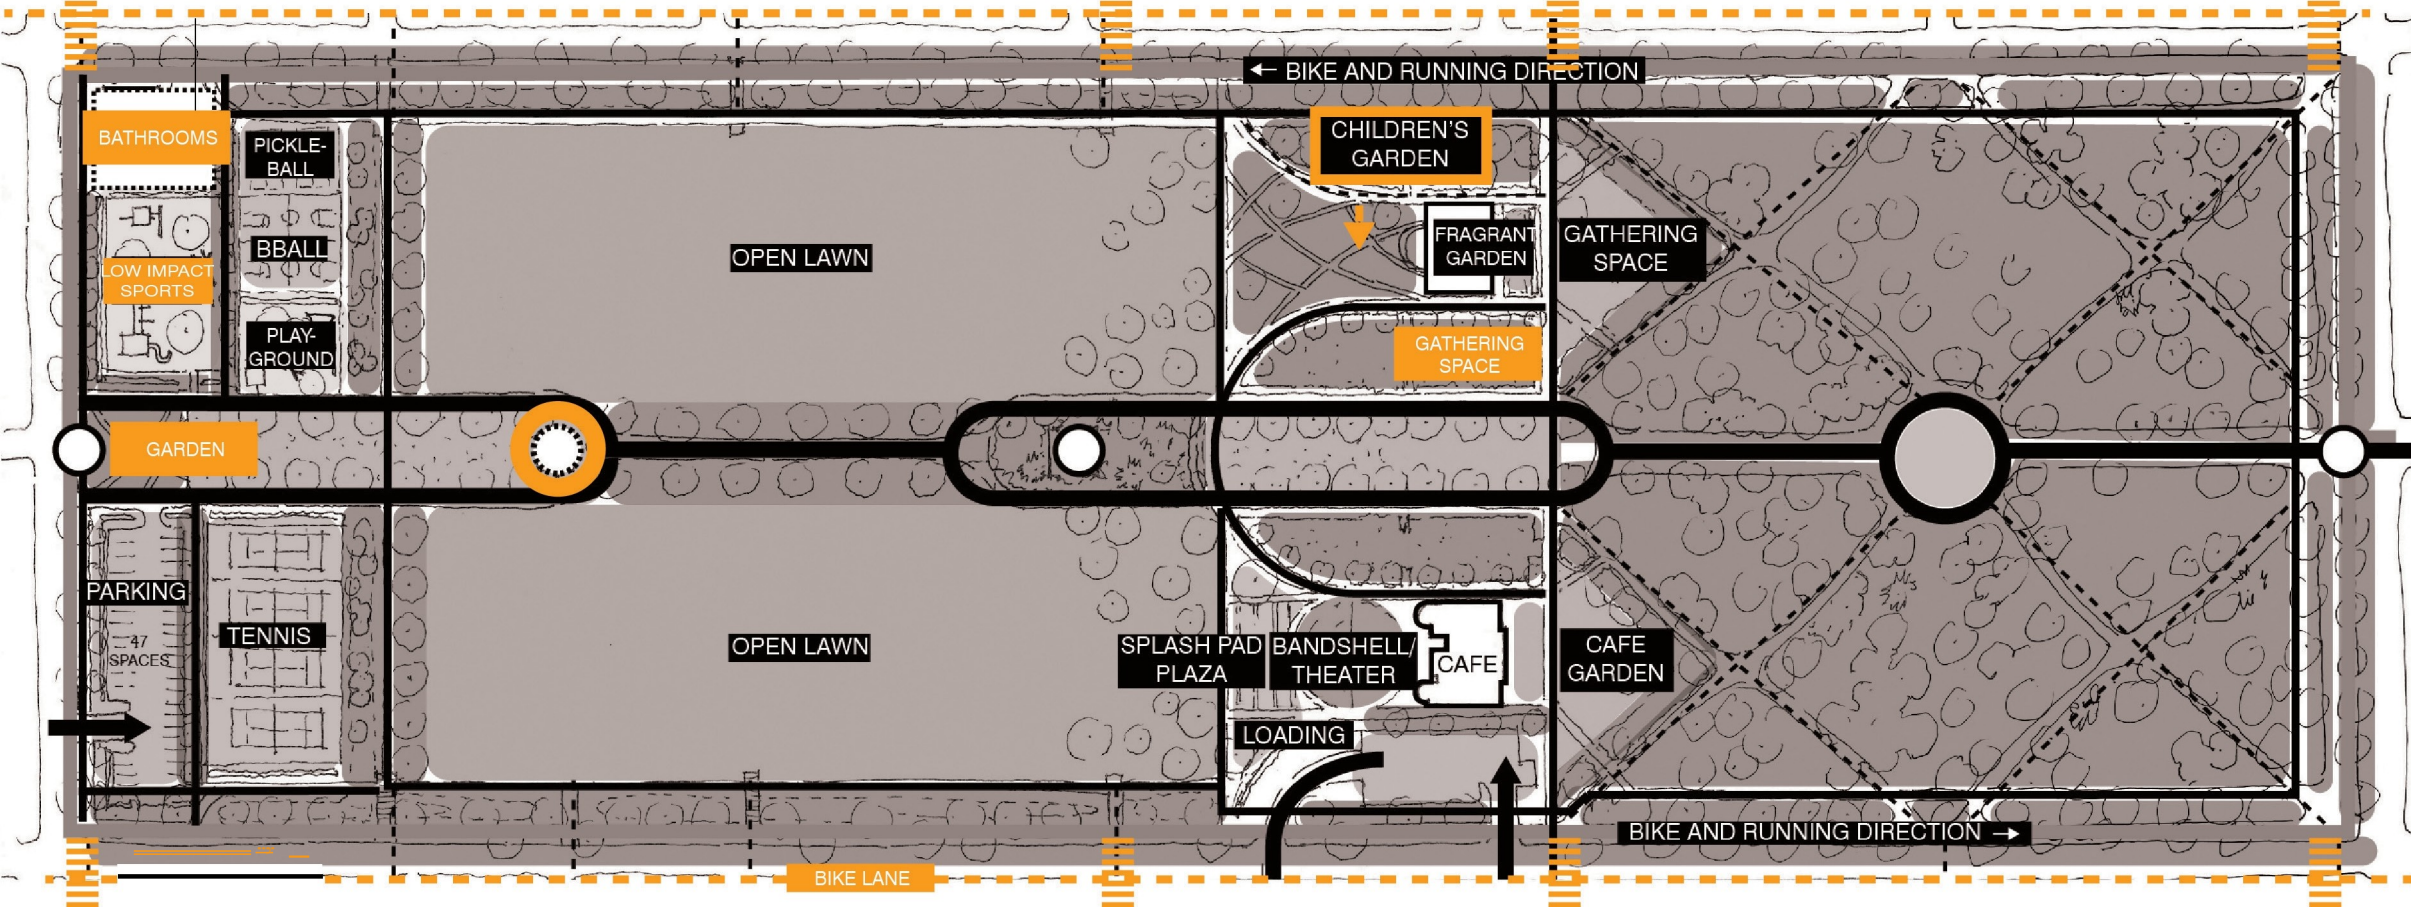 ← BIKE AND RUNNING DIRECTION
BATHROOMS
PICKLE-
BALL
CHILDREN'S
GARDEN
BBALL
OPEN LAWN
FRAGRANT
GARDEN
GATHERING
SPACE
LOW IMPACT
SPORTS
PLAY-
GROUND
GATHERING
SPACE
GARDEN
PARKING
47
SPACES
TENNIS
OPEN LAWN
SPLASH PAD
PLAZA
BANDSHELL/
THEATER
CAFE
CAFE
GARDEN
LOADING
BIKE AND RUNNING DIRECTION →
BIKE LANE